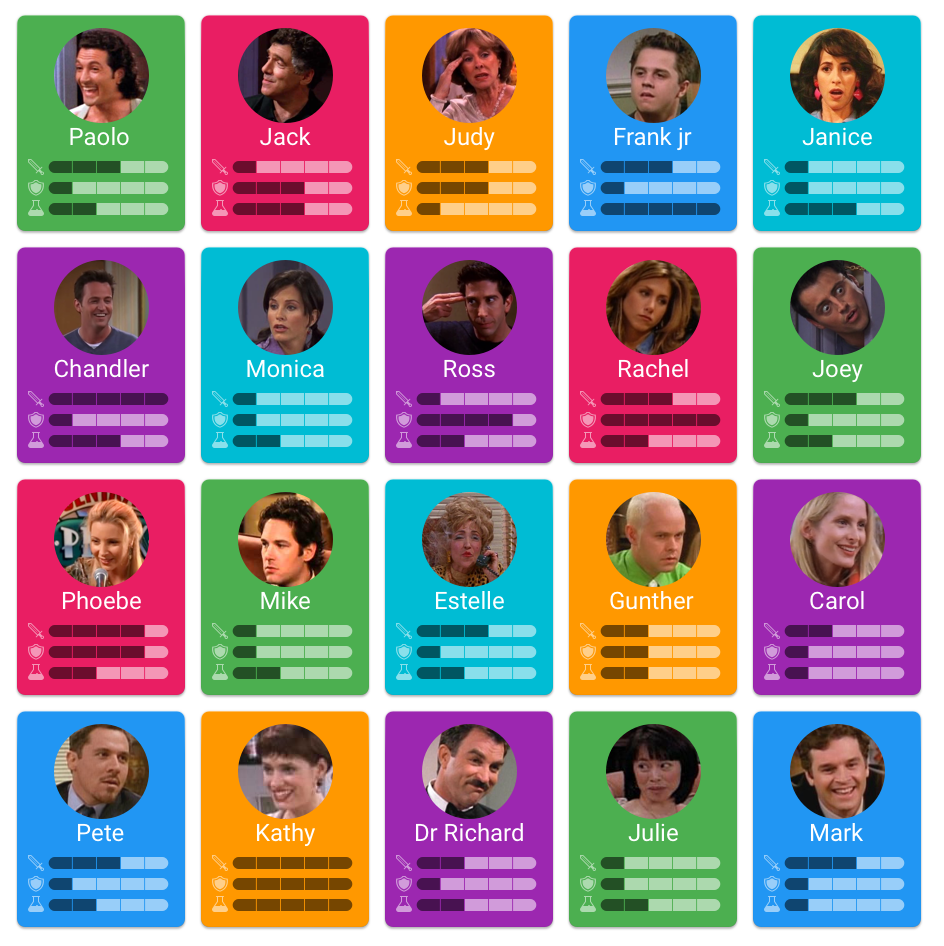 Paolo
Jack
Judy
Frank jr
Janice
Chandler
Monica
Ross
Rachel
Joey
Phoebe
Mike
Estelle
Gunther
Carol
Pete
Kathy
Dr Richard
Julie
Mark